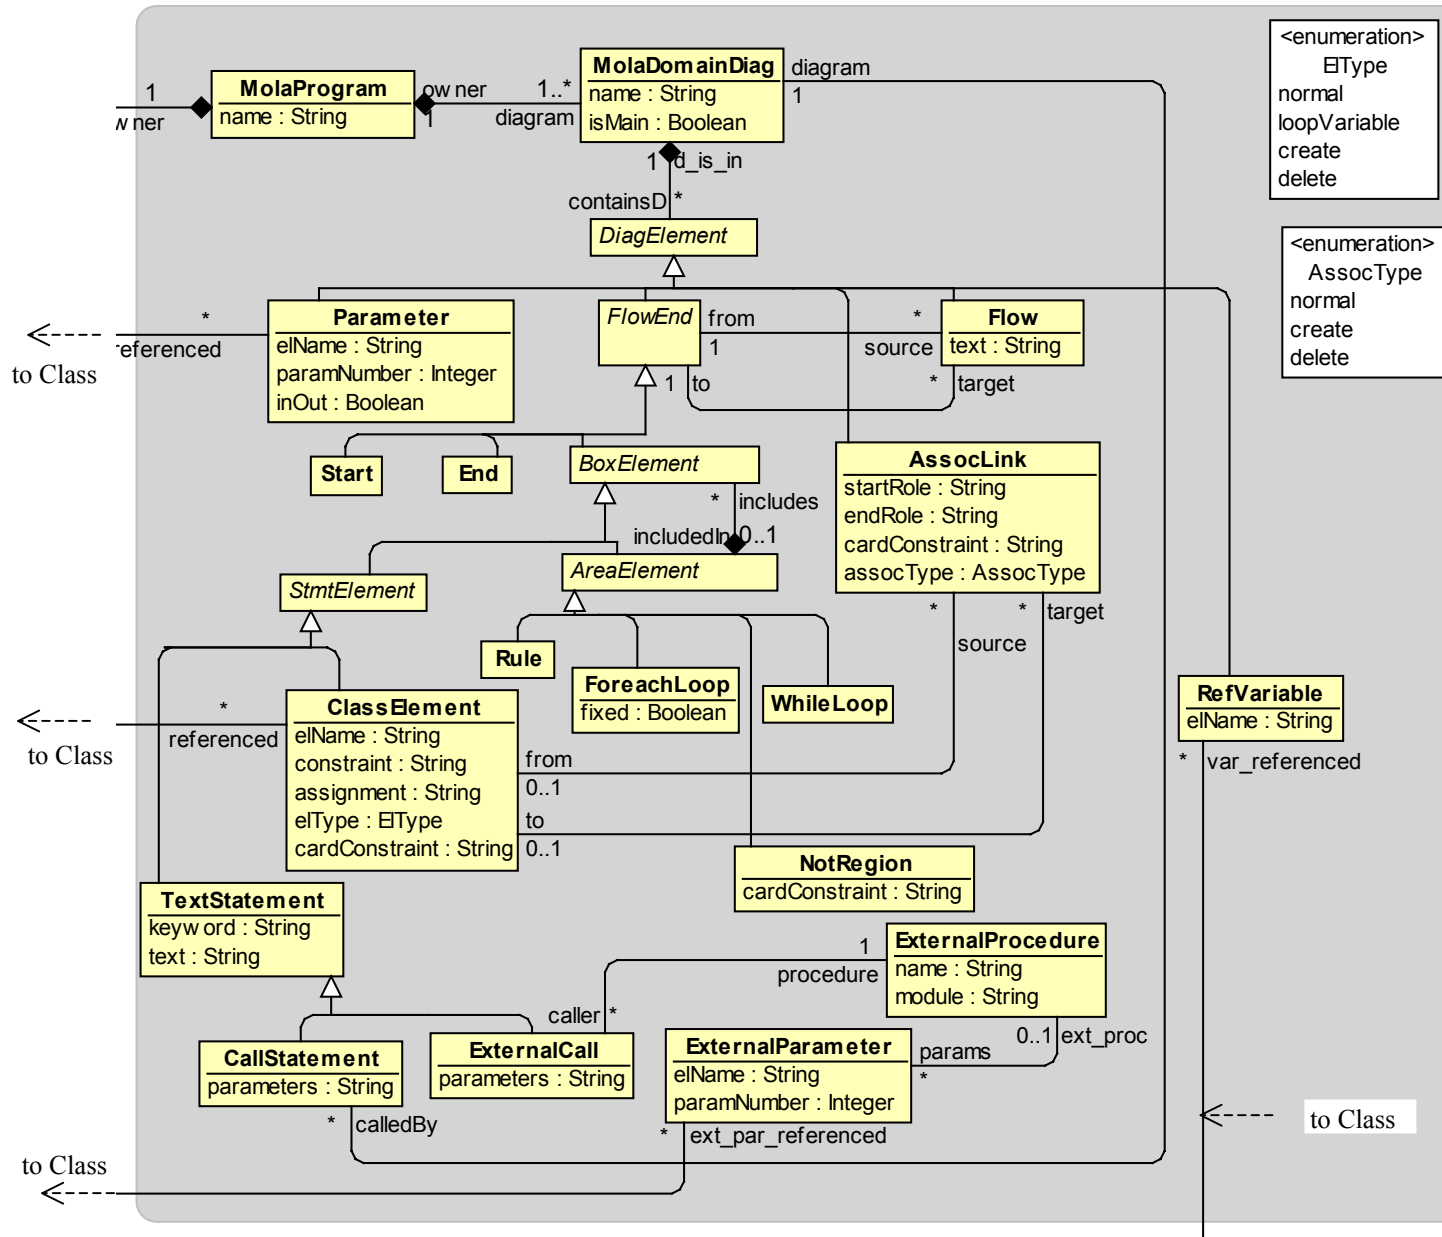 <enumeration>
ElType
normal
loopVariable
create
delete
MolaDomainDiag
name : String
isMain : Boolean
diagram
1
MolaProgram
name : String
1
wner
owner
1
1..*
diagram
1
d_is_in
containsD
*
DiagElement
<enumeration>
AssocType
normal
create
delete
Parameter
elName : String
paramNumber : Integer
inOut : Boolean
*
referenced
to Class
FlowEnd
from
1
*
source
Flow
text : String
1
to
*
target
Start
End
BoxElement
*
includes
includedIn
0..1
AssocLink
startRole : String
endRole : String
cardConstraint : String
assocType : AssocType
*
source
*
target
StmtElement
AreaElement
Rule
ForeachLoop
fixed : Boolean
WhileLoop
RefVariable
elName : String
*
var_referenced
ClassElement
elName : String
constraint : String
assignment : String
elType : ElType
cardConstraint : String
*
referenced
to Class
from
0..1
to
0..1
NotRegion
cardConstraint : String
TextStatement
keyword : String
text : String
ExternalProcedure
name : String
module : String
1
procedure
caller
*
0..1
ext_proc
CallStatement
parameters : String
ExternalCall
parameters : String
ExternalParameter
elName : String
paramNumber : Integer
params
*
*
calledBy
*
ext_par_referenced
to Class
to Class